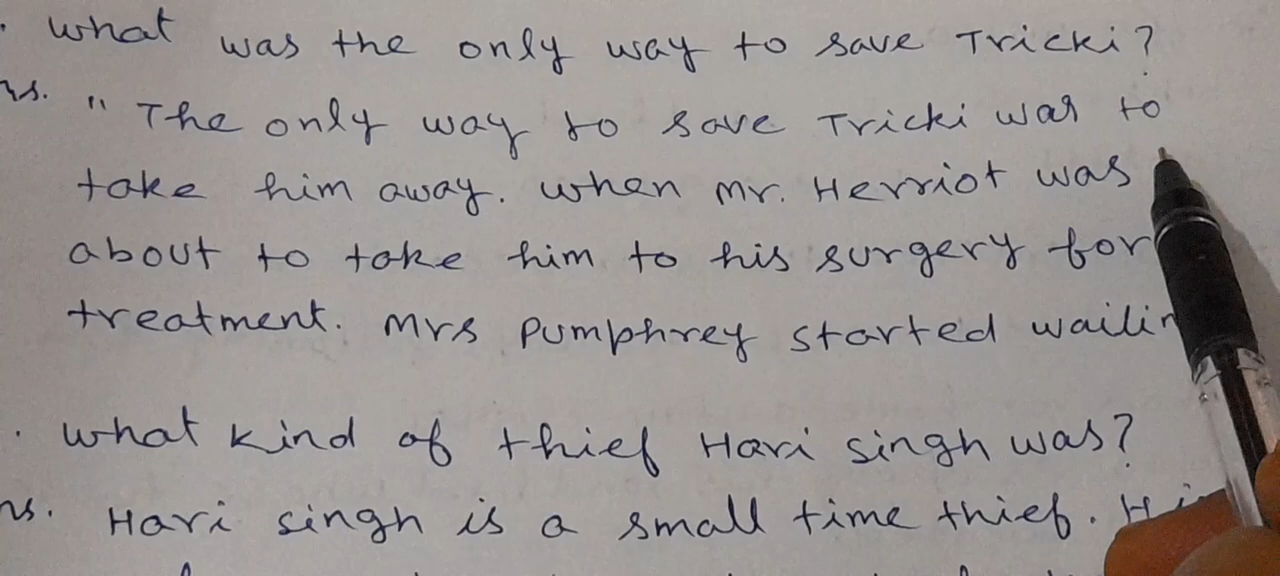 . What was the only way to save Tricki?
ns. " The only way to save Tricki was to
take him away. when mr. Herriot was
about to take him to his surgery for
treatment. Mrs Pumphrey started
. What kind of thief Hari singh was?
ns. Hari singh is a small time thief.